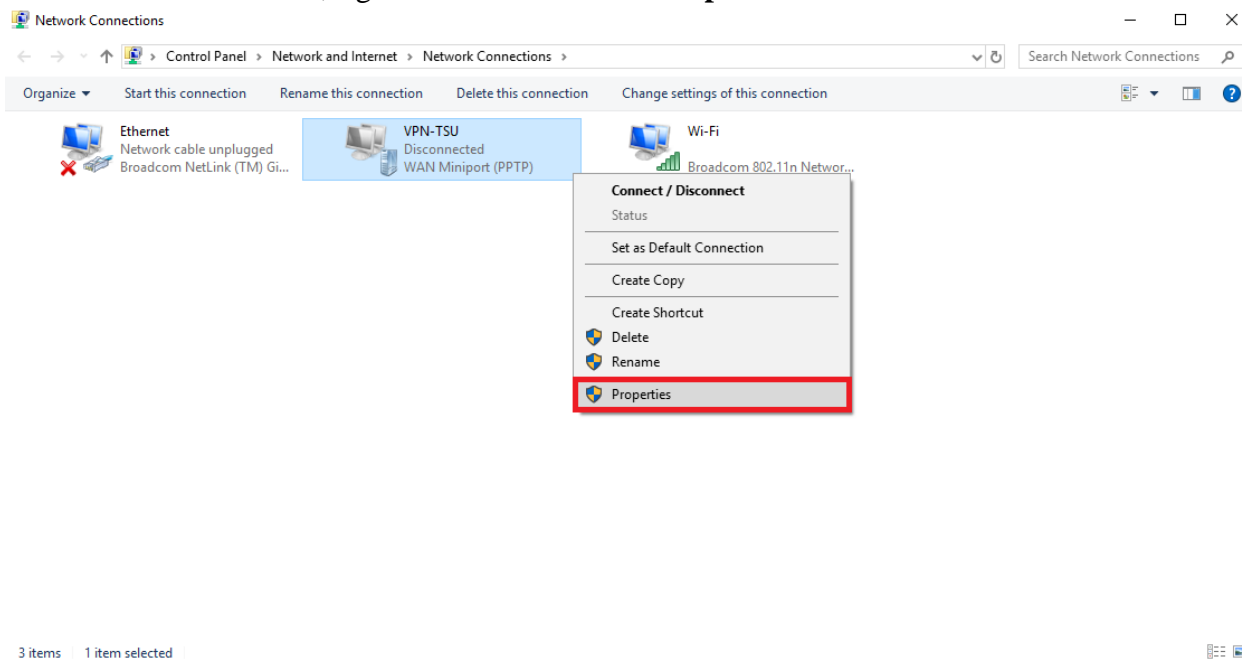 Network Connections
Control Panel > Network and Internet > Network Connections >
Search Network Connections
Organize Start this connection Rename this connection Delete this connection Change settings of this connection
Ethernet
Network cable unplugged
Broadcom NetLink (TM) Gi...
VPN-TSU
Disconnected
WAN Miniport (PPTP)
Wi-Fi
Broadcom 802.11n Networ...
Connect / Disconnect
Status
Set as Default Connection
Create Copy
Create Shortcut
Delete
Rename
Properties
3 items 1 item selected